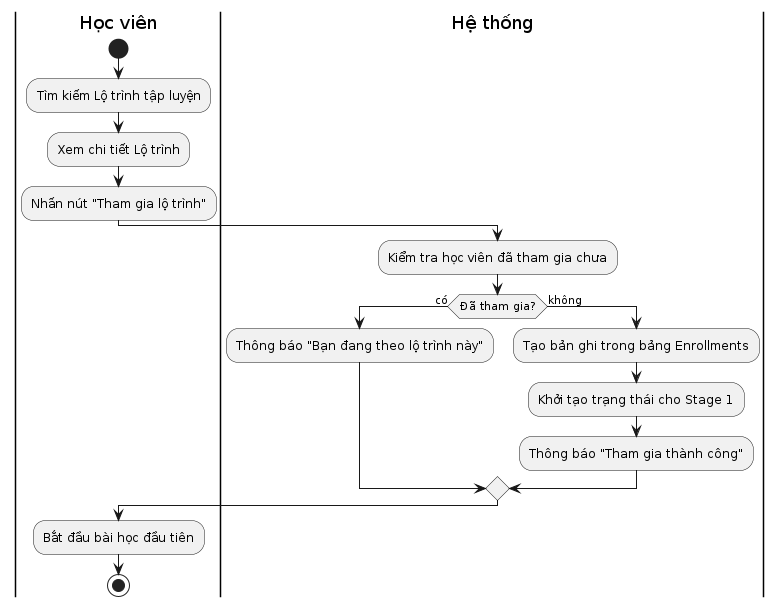 Học viên
Hệ thống
Tìm kiếm Lộ trình tập luyện
Xem chi tiết Lộ trình
Nhấn nút "Tham gia lộ trình"
Kiểm tra học viên đã tham gia chưa
có
Đã tham gia?
không
Thông báo "Bạn đang theo lộ trình này"
Tạo bản ghi trong bảng Enrollments
Khởi tạo trạng thái cho Stage 1
Thông báo "Tham gia thành công"
Bắt đầu bài học đầu tiên